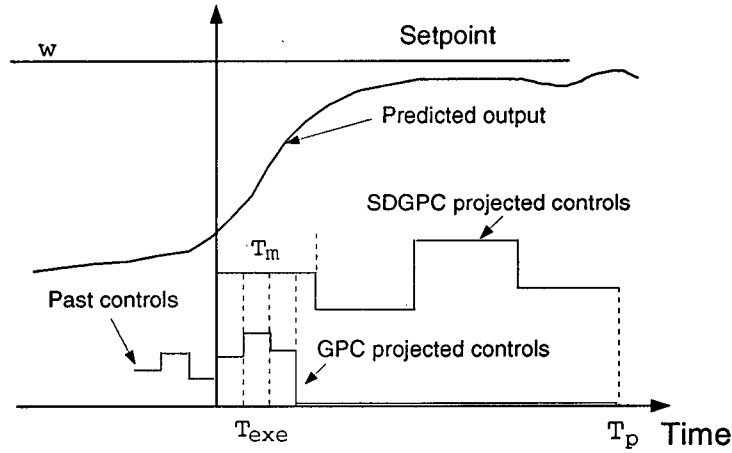 w
Setpoint
Predicted output
SDGPC projected controls
Tm
Past controls
GPC projected controls
Texe
Tp
Time